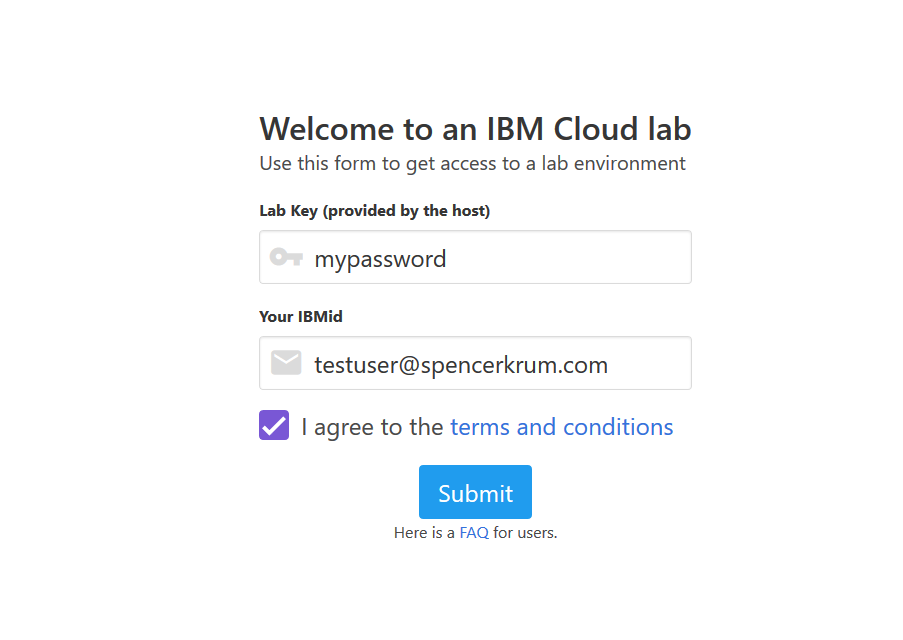 Welcome to an IBM Cloud lab
Use this form to get access to a lab environment
Lab Key (provided by the host)
mypassword
Your IBMid
testuser@spencerkrum.com
I agree to the terms and conditions
Submit
Here is a FAQ for users.